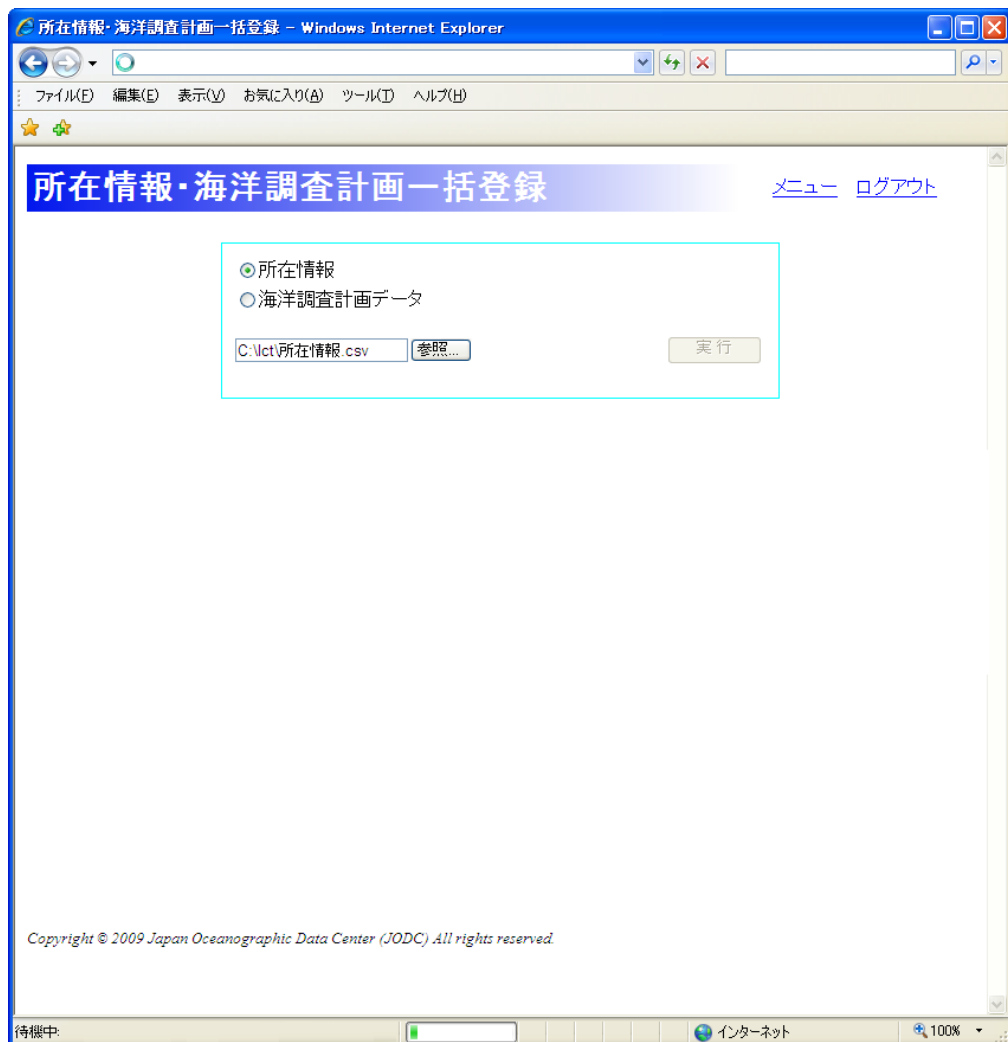 所在情報・海洋調査計画一括登録 - Windows Internet Explorer
ファイル(F) 編集(E) 表示(V) お気に入り(A) ツール(T) ヘルプ(H)
所在情報・海洋調査計画一括登録 メニュー ログアウト
所在情報
海洋調査計画データ
C:\lct\所在情報.csv 参照... 実 行
Copyright © 2009 Japan Oceanographic Data Center (JODC) All rights reserved.
待機中: インターネット 100%